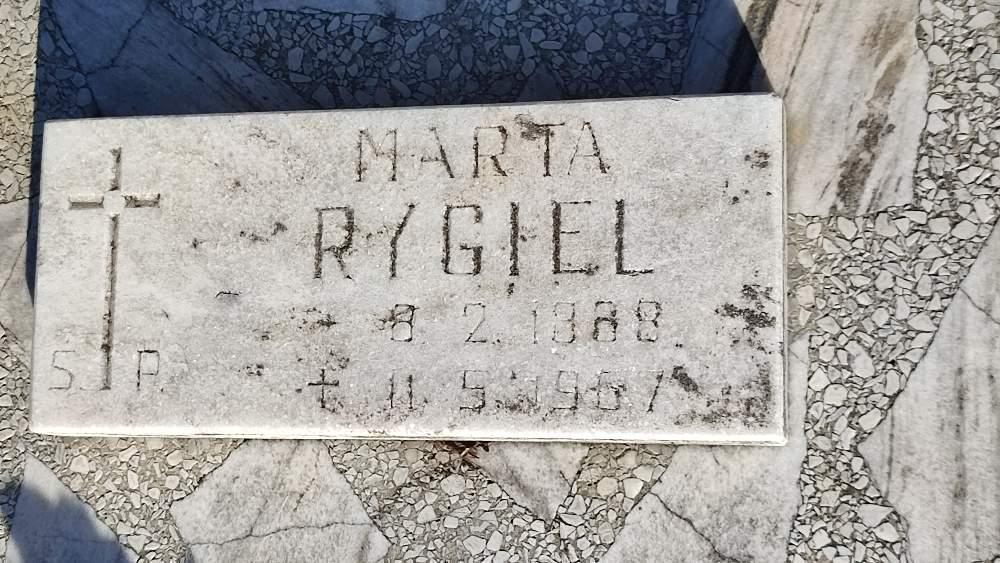 MARTA
RYGIEL
8 2. 1888
S P
✝ 11 5. 1967